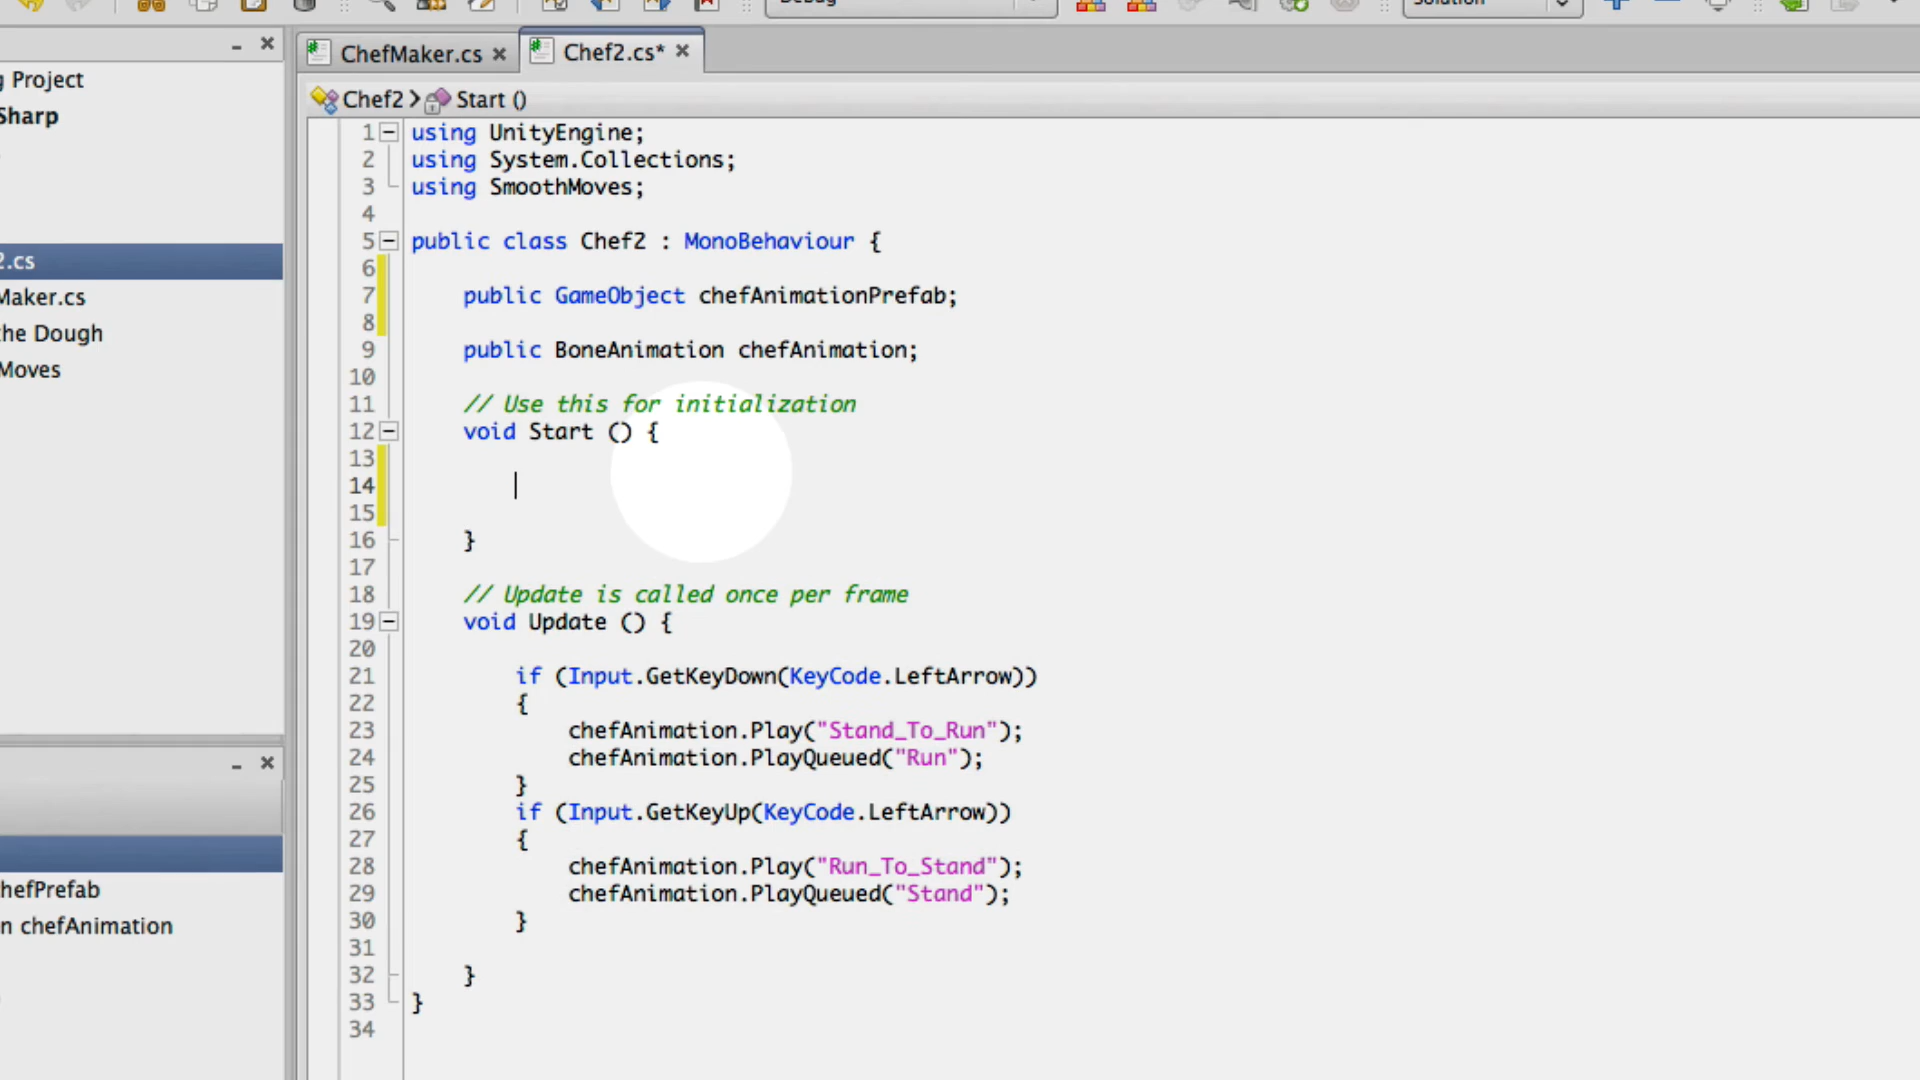 Solution
ChefMaker.cs
Chef2.cs*
g Project
Sharp
2.cs
Maker.cs
the Dough
Moves
hefPrefab
n chefAnimation
Chef2 Start ()
1 using UnityEngine;
2 using System.Collections;
3 using SmoothMoves;
4
5 public class Chef2 : MonoBehaviour {
6
7 public GameObject chefAnimationPrefab;
8
9 public BoneAnimation chefAnimation;
10
11 // Use this for initialization
12 void Start () {
13
14
15
16 }
17
18 // Update is called once per frame
19 void Update () {
20
21 if (Input.GetKeyDown(KeyCode.LeftArrow))
22 {
23 chefAnimation.Play("Stand_To_Run");
24 chefAnimation.PlayQueued("Run");
25 }
26 if (Input.GetKeyUp(KeyCode.LeftArrow))
27 {
28 chefAnimation.Play("Run_To_Stand");
29 chefAnimation.PlayQueued("Stand");
30 }
31
32 }
33 }
34